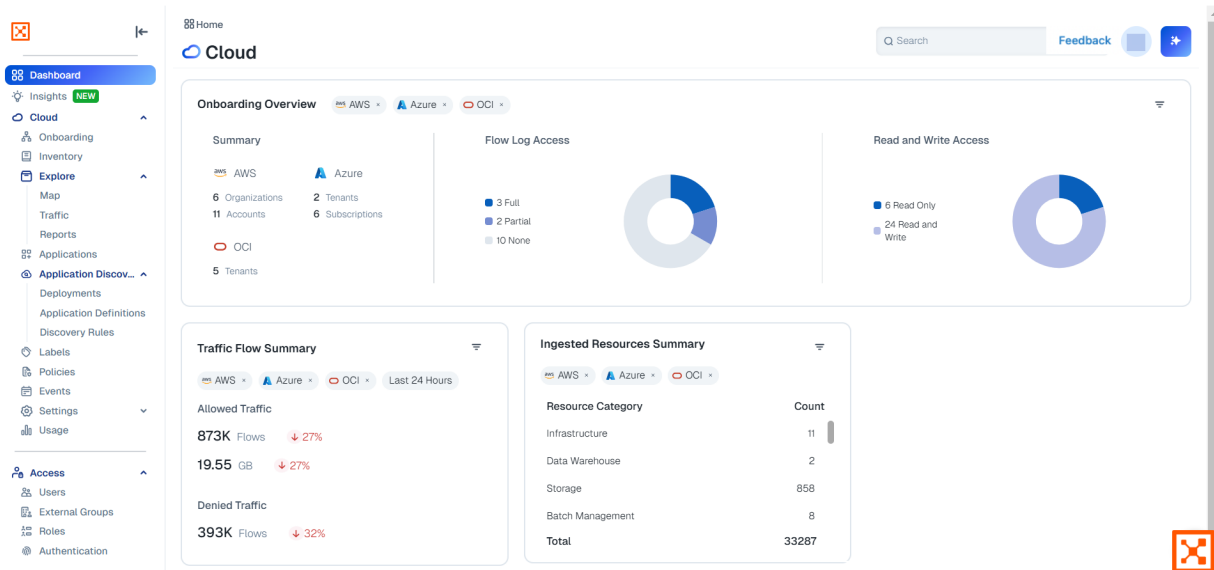 Home
Cloud
Search
Feedback
Dashboard
Insights NEW
Cloud
Onboarding
Inventory
Explore
Map
Traffic
Reports
Applications
Application Discov...
Deployments
Application Definitions
Discovery Rules
Labels
Policies
Events
Settings
Usage
Access
Users
External Groups
Roles
Authentication
Onboarding Overview aws AWS × Azure × OCI ×
Summary
aws AWS
6 Organizations
11 Accounts
Azure
2 Tenants
6 Subscriptions
OCI
5 Tenants
Flow Log Access
3 Full
2 Partial
10 None
Read and Write Access
6 Read Only
24 Read and
Write
Traffic Flow Summary
aws AWS × Azure × OCI × Last 24 Hours
Allowed Traffic
873K Flows ↓ 27%
19.55 GB ↓ 27%
Denied Traffic
393K Flows ↓ 32%
Ingested Resources Summary
aws AWS × Azure × OCI ×
Resource Category Count
Infrastructure 11
Data Warehouse 2
Storage 858
Batch Management 8
Total 33287